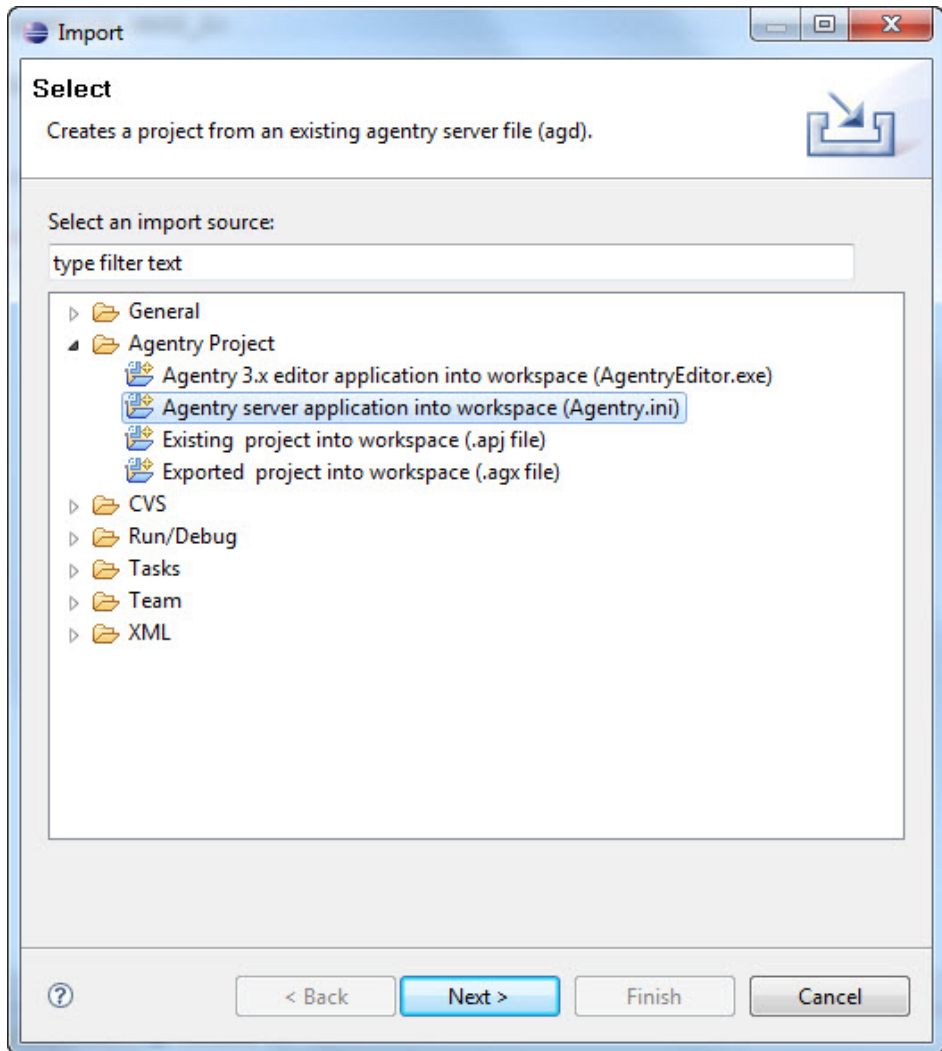 Import
Select
Creates a project from an existing agentry server file (agd).
Select an import source:
type filter text
General
Agentry Project
Agentry 3.x editor application into workspace (AgentryEditor.exe)
Agentry server application into workspace (Agentry.ini)
Existing  project into workspace (.apj file)
Exported  project into workspace (.agx file)
CVS
Run/Debug
Tasks
Team
XML
? < Back Next > Finish Cancel